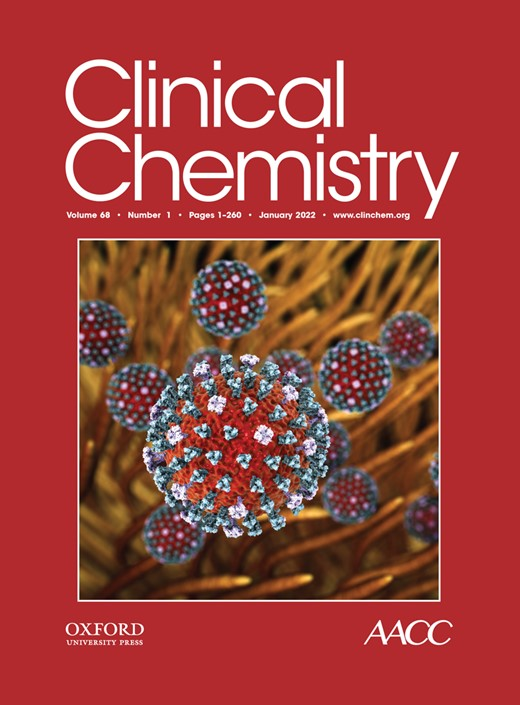 Clinical
Chemistry
Volume 68 • Number 1 • Pages 1–260 • January 2022 • www.clinchem.org
OXFORD
UNIVERSITY PRESS
AACC